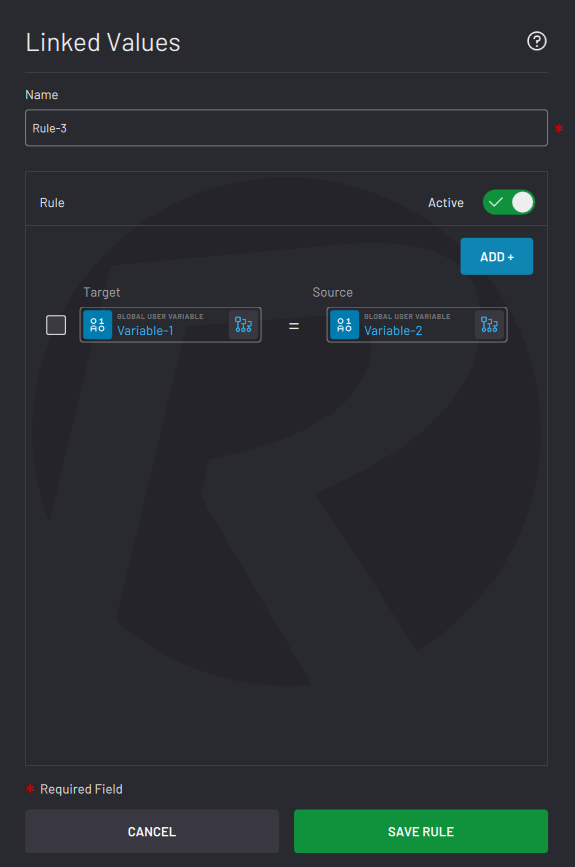 Linked Values
Name
Rule-3 *
Rule Active
ADD +
Target Source
GLOBAL USER VARIABLE GLOBAL USER VARIABLE
Variable-1 = Variable-2
* Required Field
CANCEL SAVE RULE